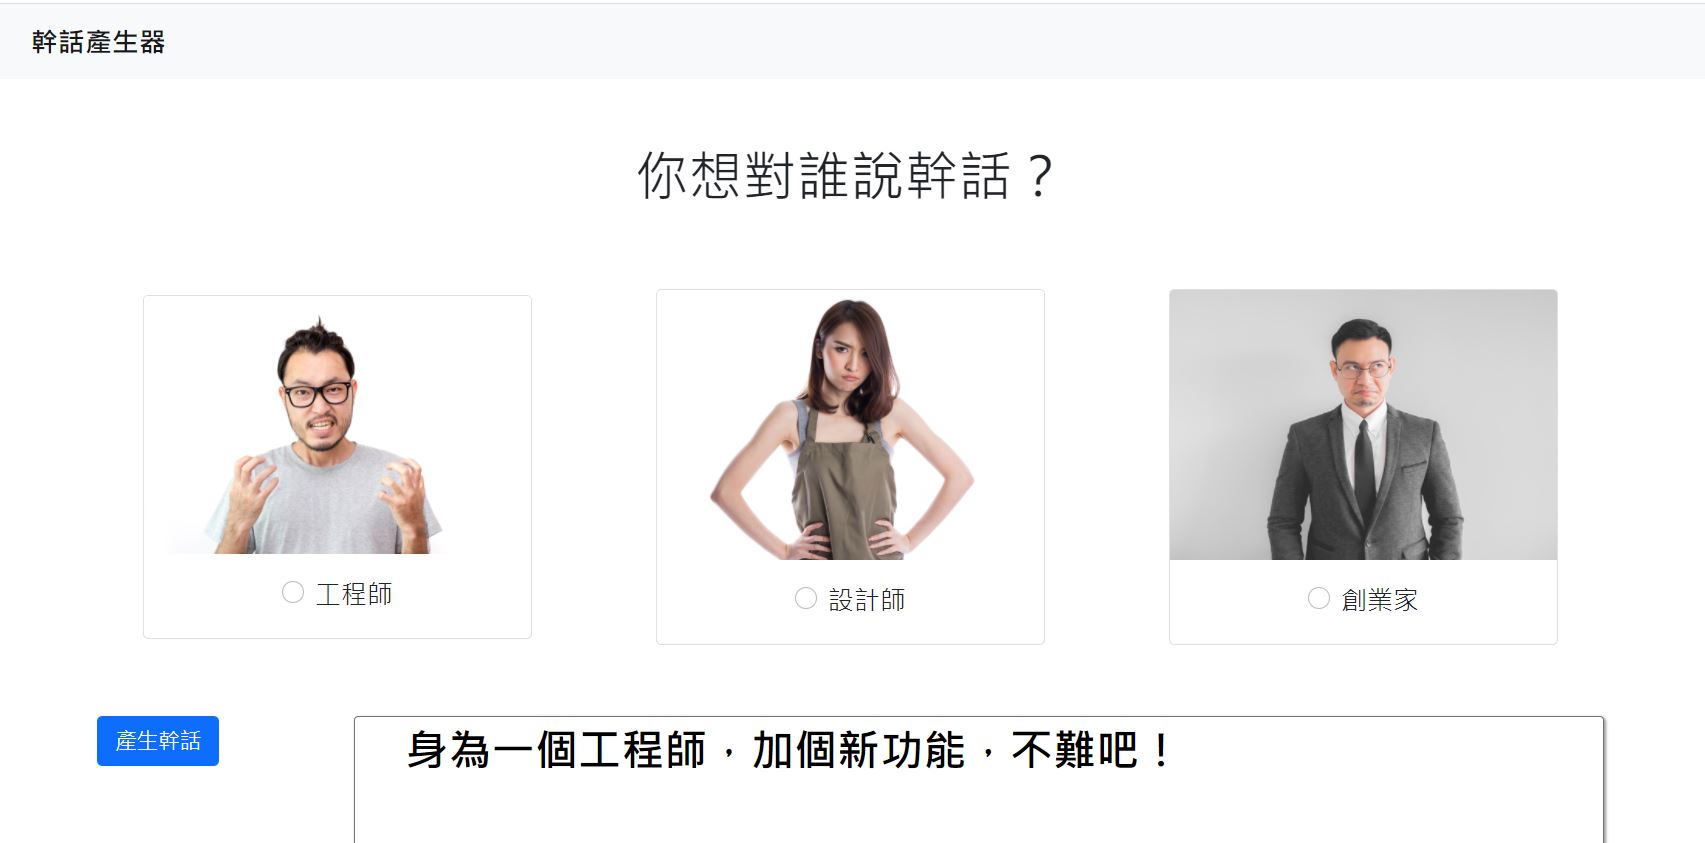 幹話產生器
你想對誰說幹話？
工程師
設計師
創業家
產生幹話
身為一個工程師，加個新功能，不難吧！